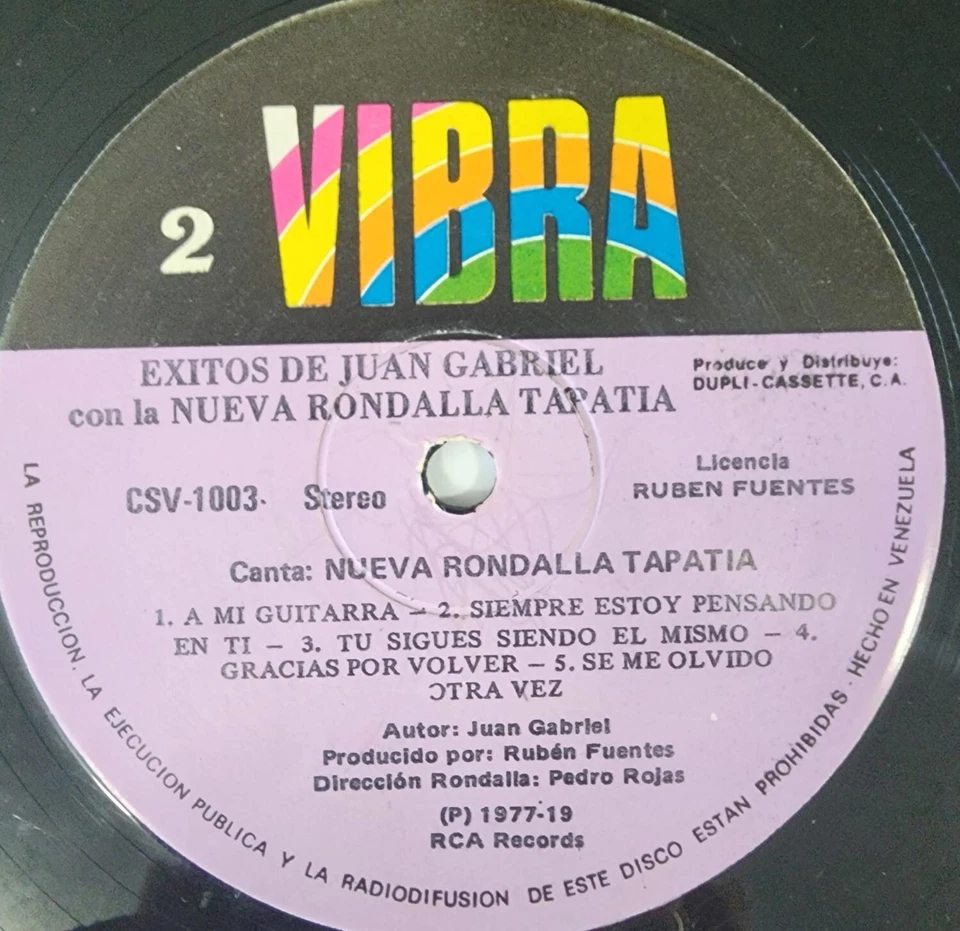 VIBRA
2
EXITOS DE JUAN GABRIEL
con la NUEVA RONDALLA TAPATIA
Produce y Distribuye:
DUPLI-CASSETTE, C.A.
CSV-1003· Stereo
Licencia
RUBEN FUENTES
Canta: NUEVA RONDALLA TAPATIA
1. A MI GUITARRA — 2. SIEMPRE ESTOY PENSANDO
EN TI — 3. TU SIGUES SIENDO EL MISMO — 4.
GRACIAS POR VOLVER — 5. SE ME OLVIDO
OTRA VEZ
Autor: Juan Gabriel
Producido por: Rubén Fuentes
Dirección Rondalla: Pedro Rojas
(P) 1977-19
RCA Records
LA REPRODUCCION. LA EJECUCION PUBLICA Y LA RADIODIFUSION DE ESTE DISCO ESTAN PROHIBIDAS · HECHO EN VENEZUELA